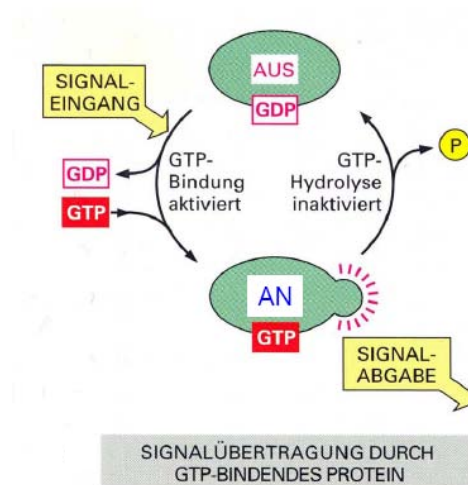 AUS
GDP
SIGNAL-
EINGANG
GDP
GTP
GTP-
Bindung
aktiviert
GTP-
Hydrolyse
inaktiviert
P
AN
GTP
SIGNAL-
ABGABE
SIGNALÜBERTRAGUNG DURCH
GTP-BINDENDES PROTEIN